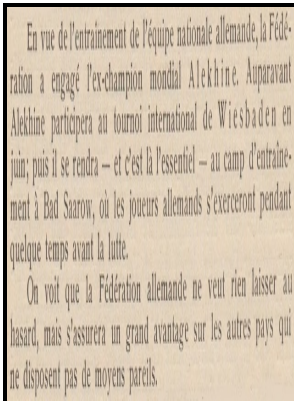 En vue de l'entraînement de l'équipe nationale allemande, la Fédé-
ration a engagé l'ex-champion mondial Alekhine. Auparavant
Alekhine participera au tournoi international de Wiesbaden en
juin; puis il se rendra — et c'est là l'essentiel — au camp d'entraîne-
ment à Bad Saarow, où les joueurs allemands s'exerceront pendant
quelque temps avant la lutte.
On voit que la Fédération allemande ne veut rien laisser au
hasard, mais s'assurera un grand avantage sur les autres pays qui
ne disposent pas de moyens pareils.